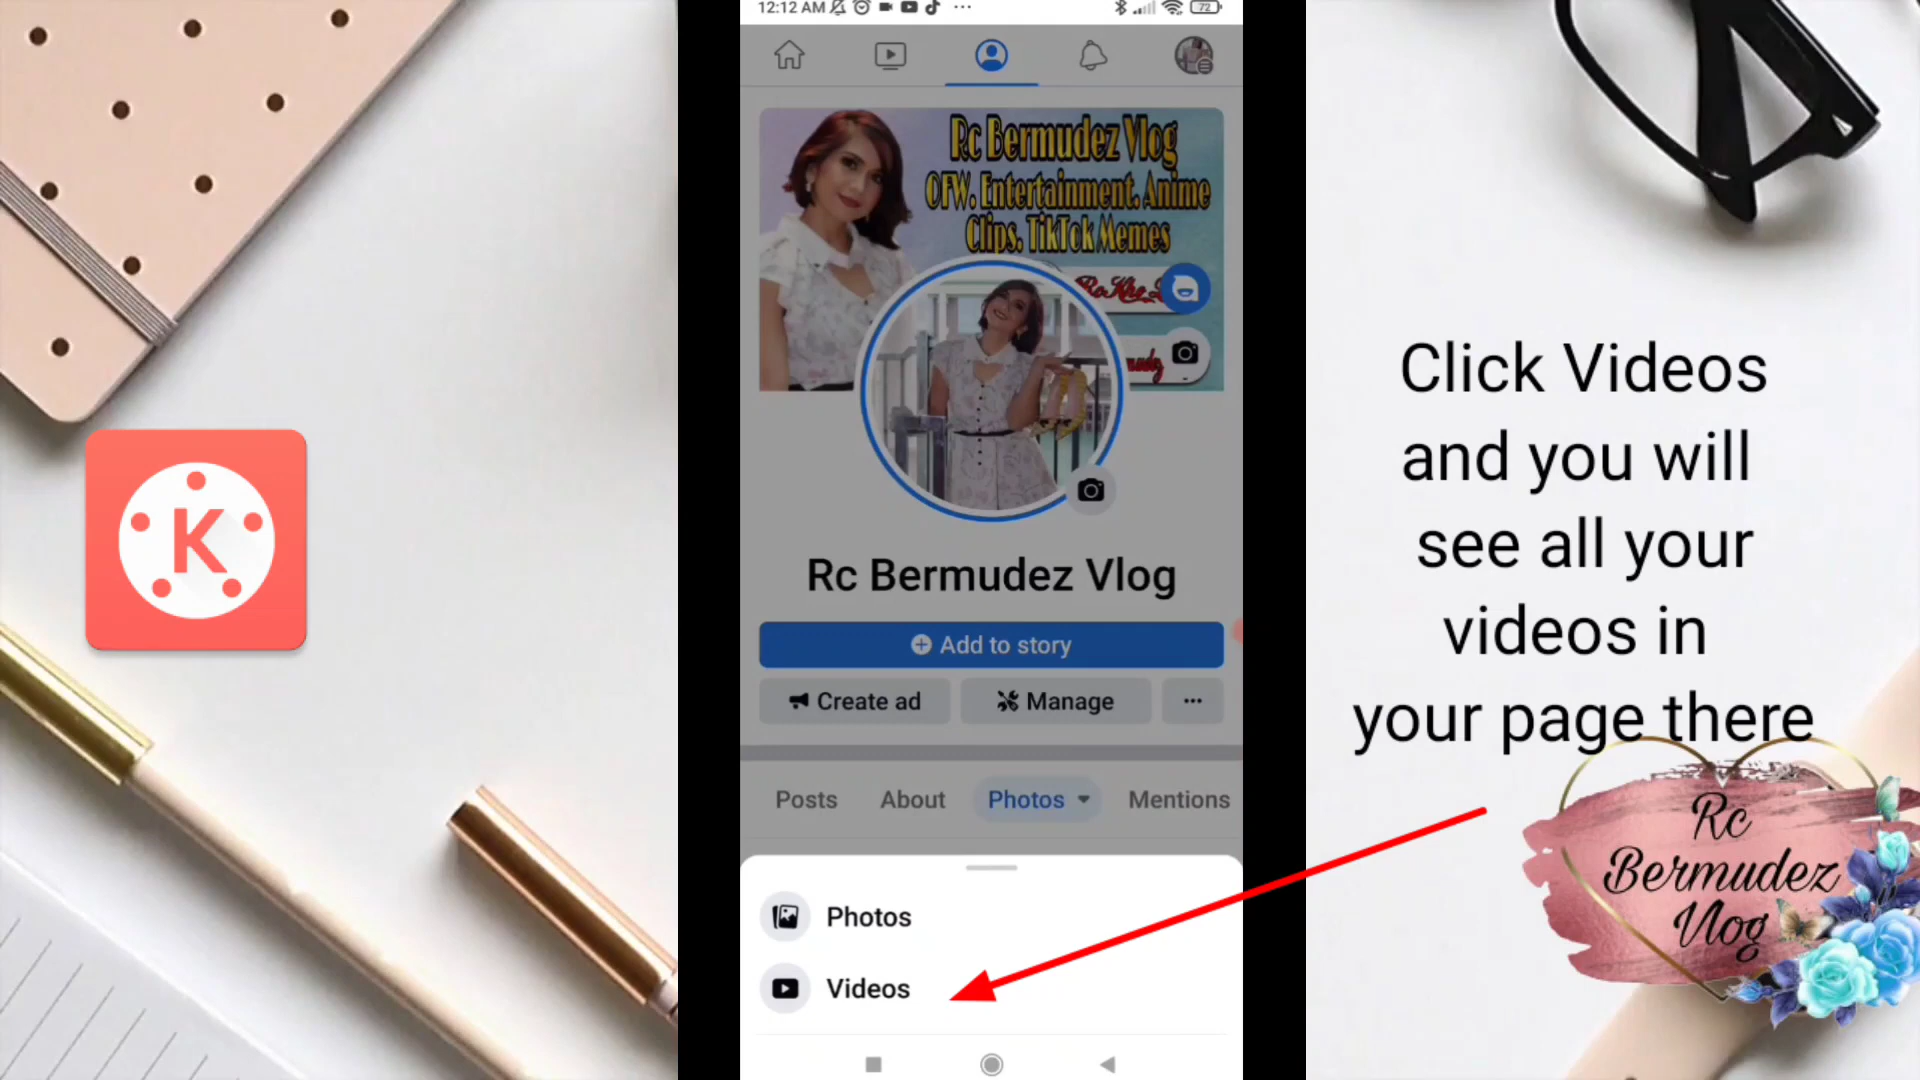 12:12 AM
72
Rc Bermudez Vlog
OFW. Entertainment. Anime
Clips. TikTok Memes
Rc Bermudez Vlog
Add to story
Create ad
Manage
Posts
About
Photos
Mentions
Photos
Videos
K
Click Videos
and you will
see all your
videos in
your page there
Rc
Bermudez
Vlog